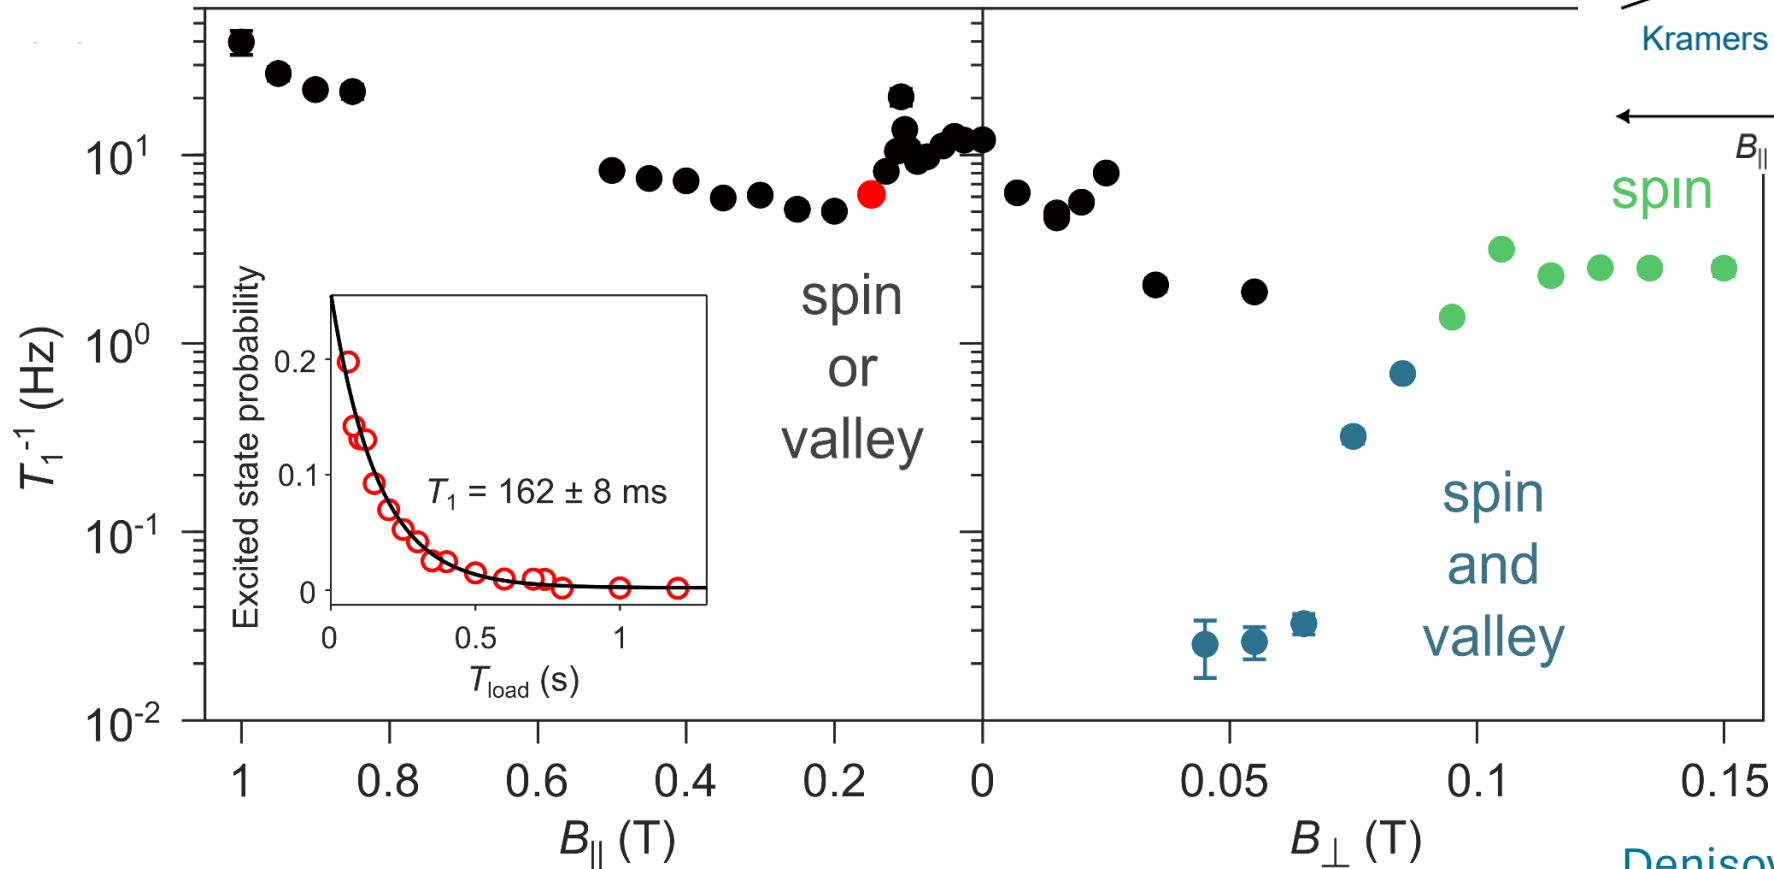 Kramers
B∥
spin
10¹
10⁰
10⁻¹
10⁻²
T₁⁻¹ (Hz)
spin
or
valley
spin
and
valley
Excited state probability
0.2
0.1
0
T₁ = 162 ± 8 ms
0 0.5 1
T_load (s)
1 0.8 0.6 0.4 0.2 0 0.05 0.1 0.15
B∥ (T) B⊥ (T)
Denisov